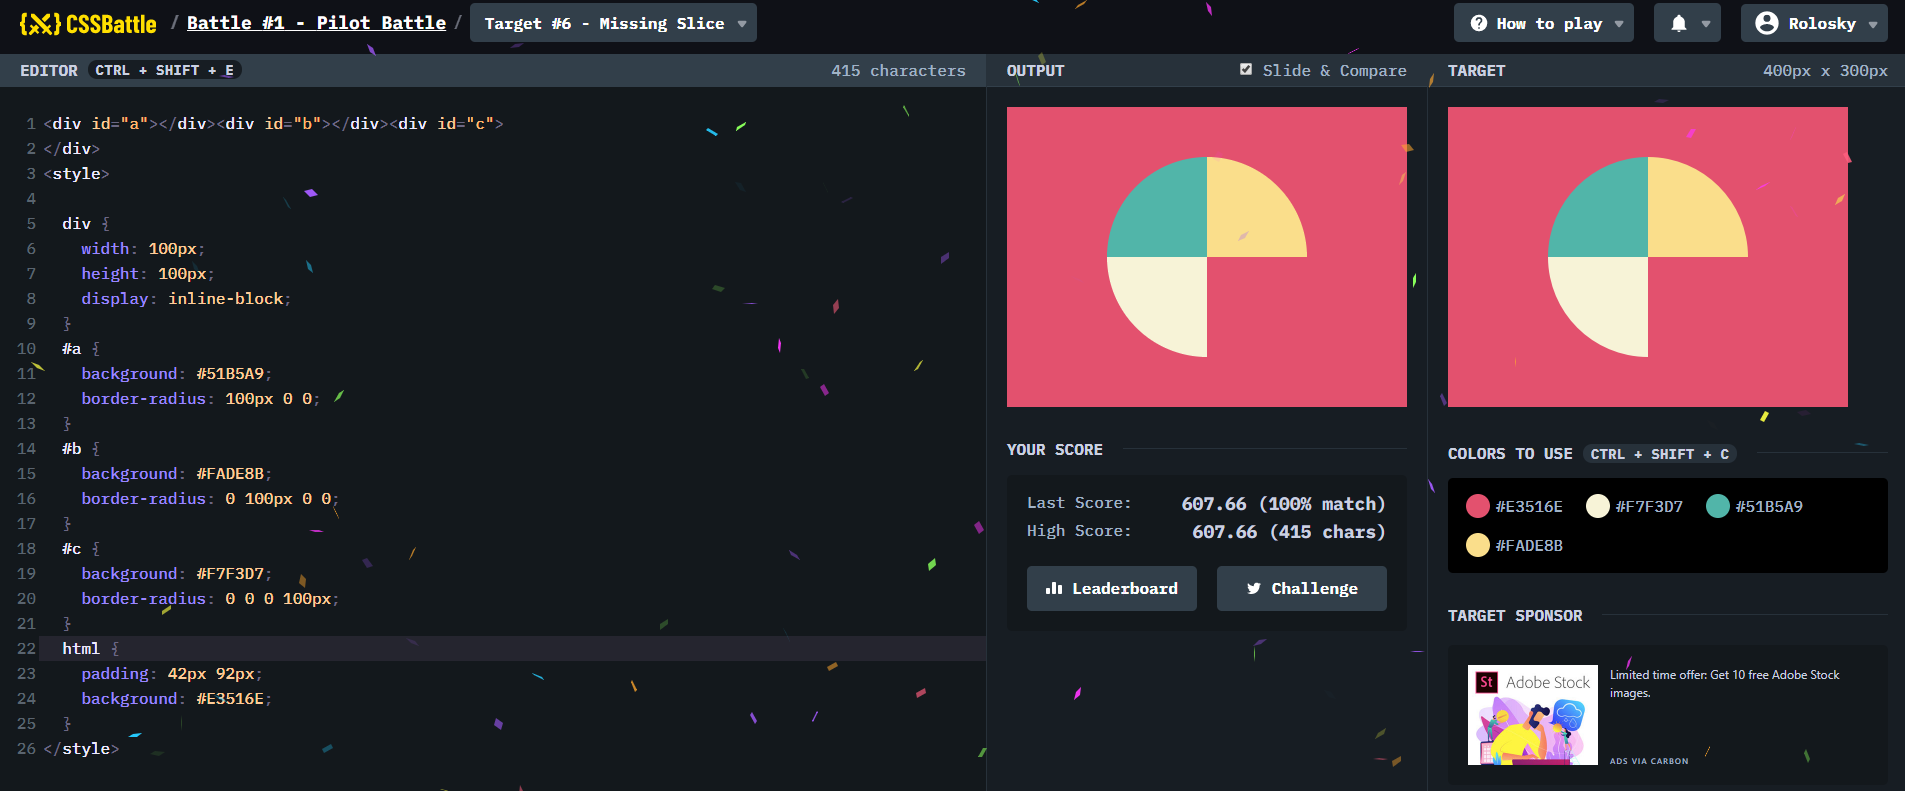 {X} CSSBattle / Battle #1 - Pilot Battle / Target #6 - Missing Slice
How to play
Rolosky
EDITOR CTRL + SHIFT + E 415 characters
1 <div id="a"></div><div id="b"></div><div id="c">
2 </div>
3 <style>
4
5 div {
6 width: 100px;
7 height: 100px;
8 display: inline-block;
9 }
10 #a {
11 background: #51B5A9;
12 border-radius: 100px 0 0;
13 }
14 #b {
15 background: #FADE8B;
16 border-radius: 0 100px 0 0;
17 }
18 #c {
19 background: #F7F3D7;
20 border-radius: 0 0 0 100px;
21 }
22 html {
23 padding: 42px 92px;
24 background: #E3516E;
25 }
26 </style>
OUTPUT Slide & Compare
YOUR SCORE
Last Score: 607.66 (100% match)
High Score: 607.66 (415 chars)
Leaderboard Challenge
TARGET 400px x 300px
COLORS TO USE CTRL + SHIFT + C
#E3516E #F7F3D7 #51B5A9
#FADE8B
TARGET SPONSOR
St Adobe Stock
Limited time offer: Get 10 free Adobe Stock
images.
ADS VIA CARBON